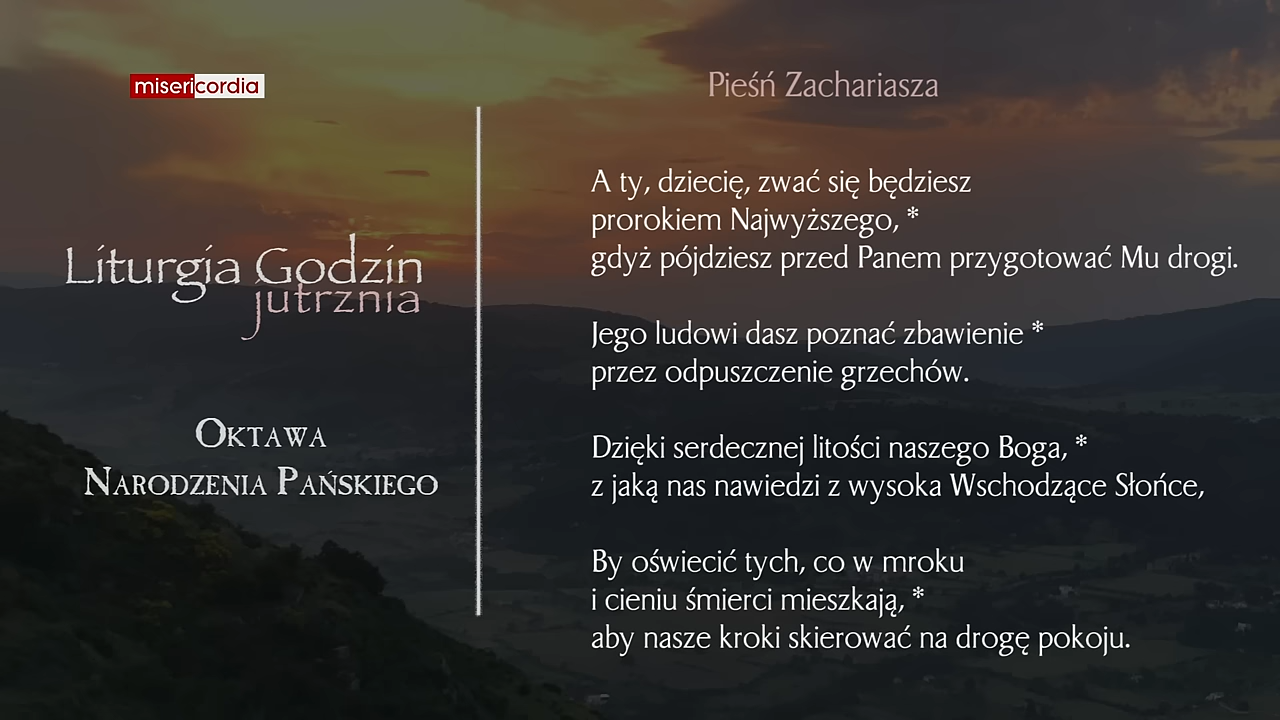 misericordia
Liturgia Godzin
jutrznia
Oktawa
Narodzenia Pańskiego
Pieśń Zachariasza
A ty, dziecię, zwać się będziesz
prorokiem Najwyższego, *
gdyż pójdziesz przed Panem przygotować Mu drogi.
Jego ludowi dasz poznać zbawienie *
przez odpuszczenie grzechów.
Dzięki serdecznej litości naszego Boga, *
z jaką nas nawiedzi z wysoka Wschodzące Słońce,
By oświecić tych, co w mroku
i cieniu śmierci mieszkają, *
aby nasze kroki skierować na drogę pokoju.